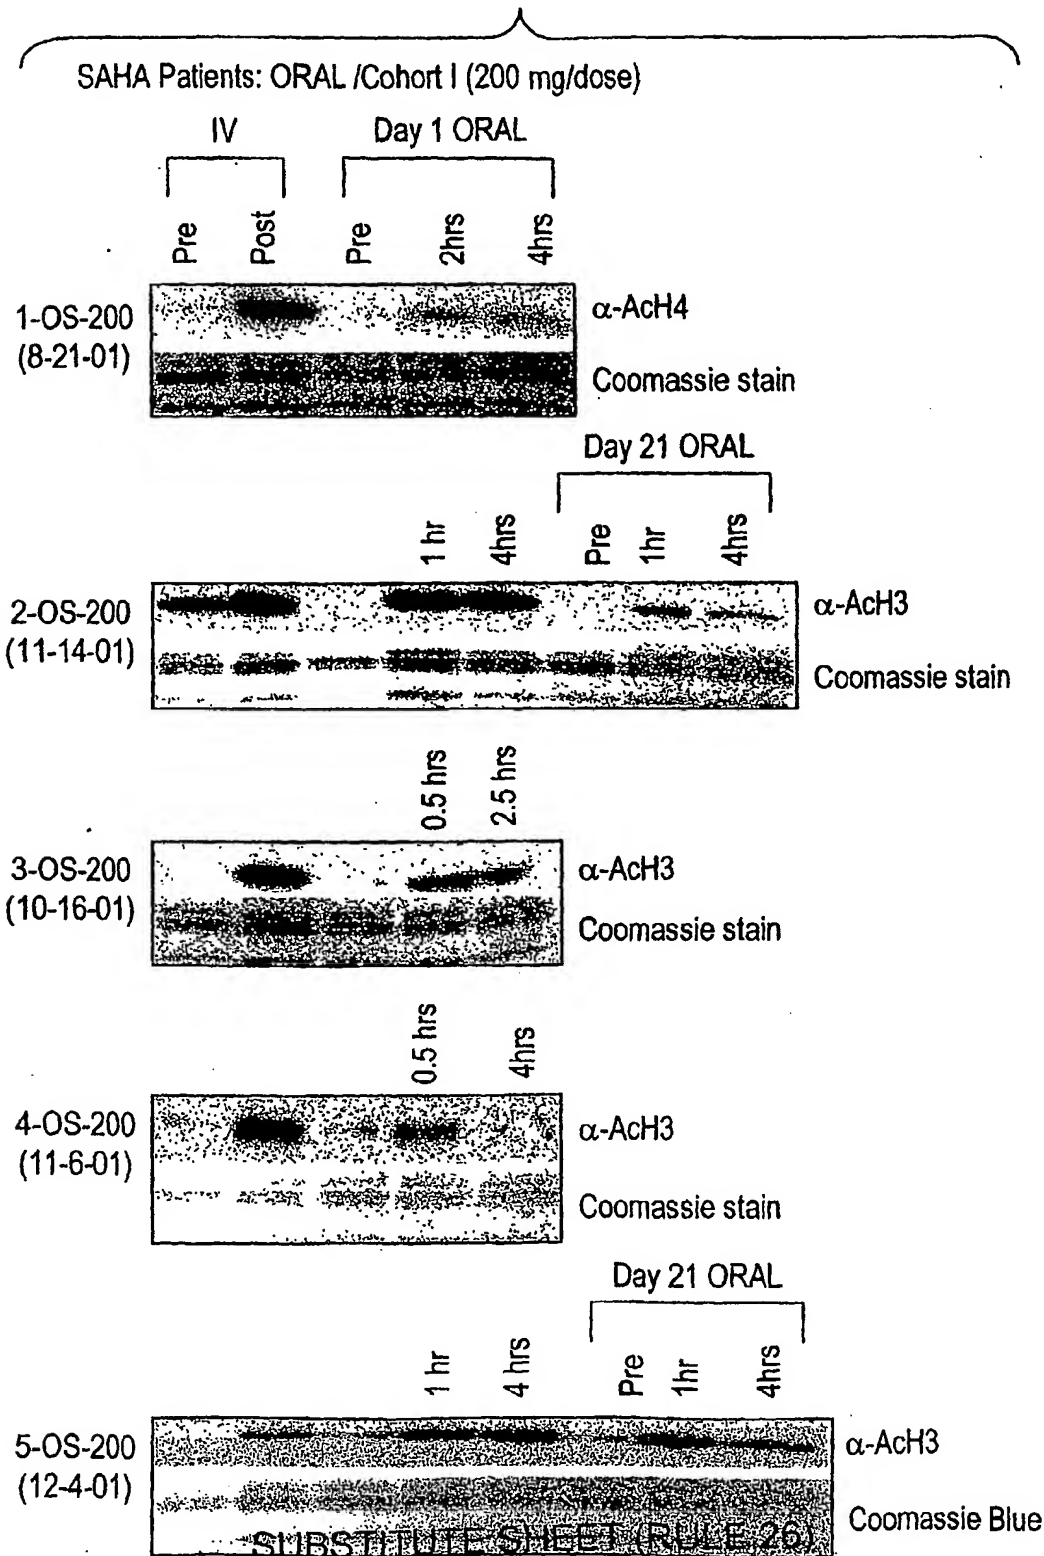 SAHA Patients: ORAL /Cohort I (200 mg/dose)
IV Day 1 ORAL
Pre Post Pre 2hrs 4hrs
1-OS-200 α-AcH4
(8-21-01) Coomassie stain
Day 21 ORAL
1 hr 4hrs Pre 1hr 4hrs
2-OS-200 α-AcH3
(11-14-01) Coomassie stain
0.5 hrs 2.5 hrs
3-OS-200 α-AcH3
(10-16-01) Coomassie stain
0.5 hrs 4hrs
4-OS-200 α-AcH3
(11-6-01) Coomassie stain
Day 21 ORAL
1 hr 4 hrs Pre 1hr 4hrs
5-OS-200 α-AcH3
(12-4-01) Coomassie Blue
SUBSTITUTE SHEET (RULE 26)